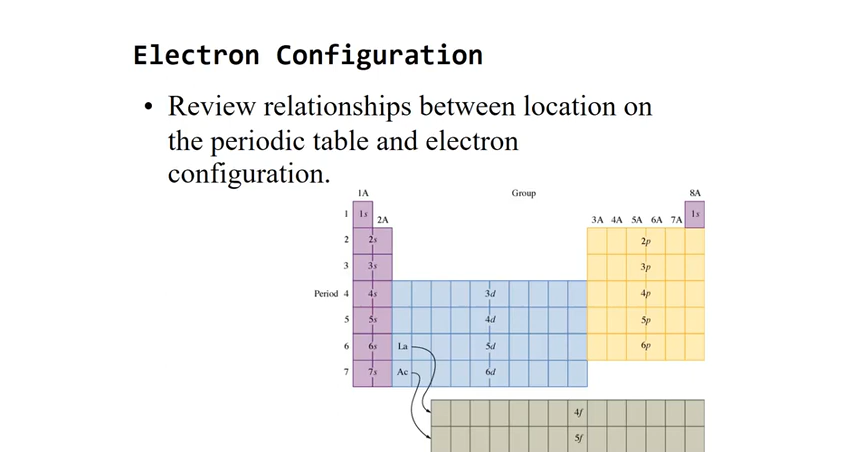 Electron Configuration
• Review relationships between location on
the periodic table and electron
configuration.
1A Group 8A
1 1s 2A 3A 4A 5A 6A 7A 1s
2 2s 2p
3 3s 3p
Period 4 4s 3d 4p
5 5s 4d 5p
6 6s La 5d 6p
7 7s Ac 6d
4f
5f